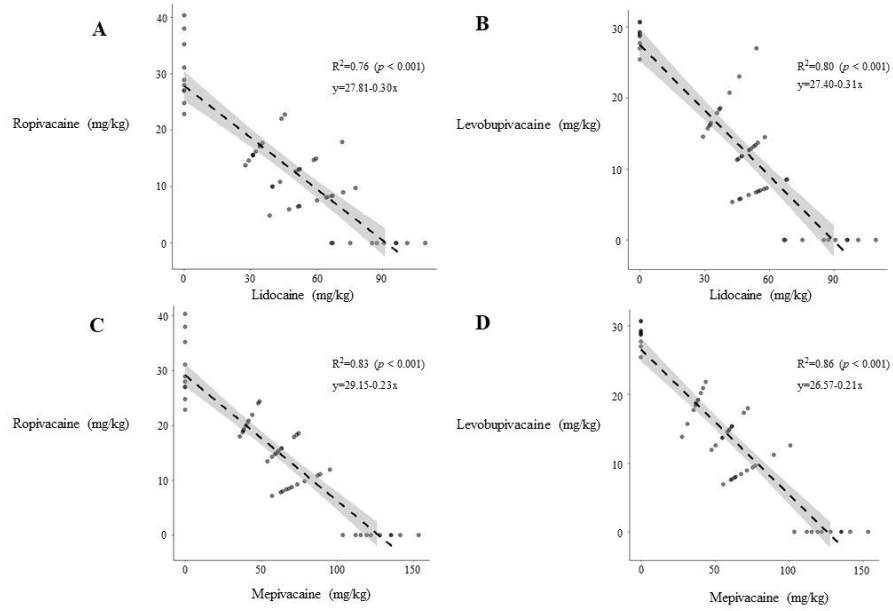 A
R²=0.76 (p < 0.001)
y=27.81-0.30x
Ropivacaine (mg/kg)
40
30
20
10
0
0 30 60 90
Lidocaine (mg/kg)
B
R²=0.80 (p < 0.001)
y=27.40-0.31x
Levobupivacaine (mg/kg)
30
20
10
0
0 30 60 90
Lidocaine (mg/kg)
C
R²=0.83 (p < 0.001)
y=29.15-0.23x
Ropivacaine (mg/kg)
40
30
20
10
0
0 50 100 150
Mepivacaine (mg/kg)
D
R²=0.86 (p < 0.001)
y=26.57-0.21x
Levobupivacaine (mg/kg)
30
20
10
0
0 50 100 150
Mepivacaine (mg/kg)